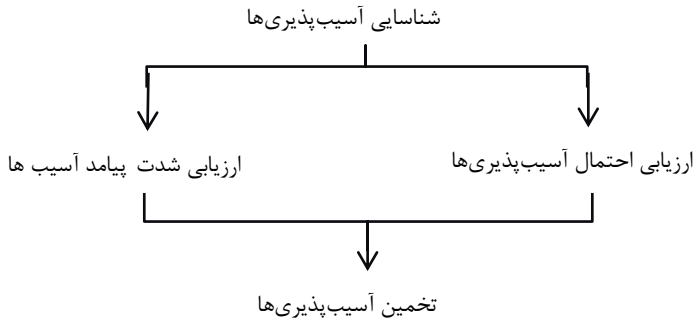 شناسایی آسیب‌پذیری‌ها
ارزیابی احتمال آسیب‌پذیری‌ها
ارزیابی شدت پیامد آسیب ها
تخمین آسیب‌پذیری‌ها